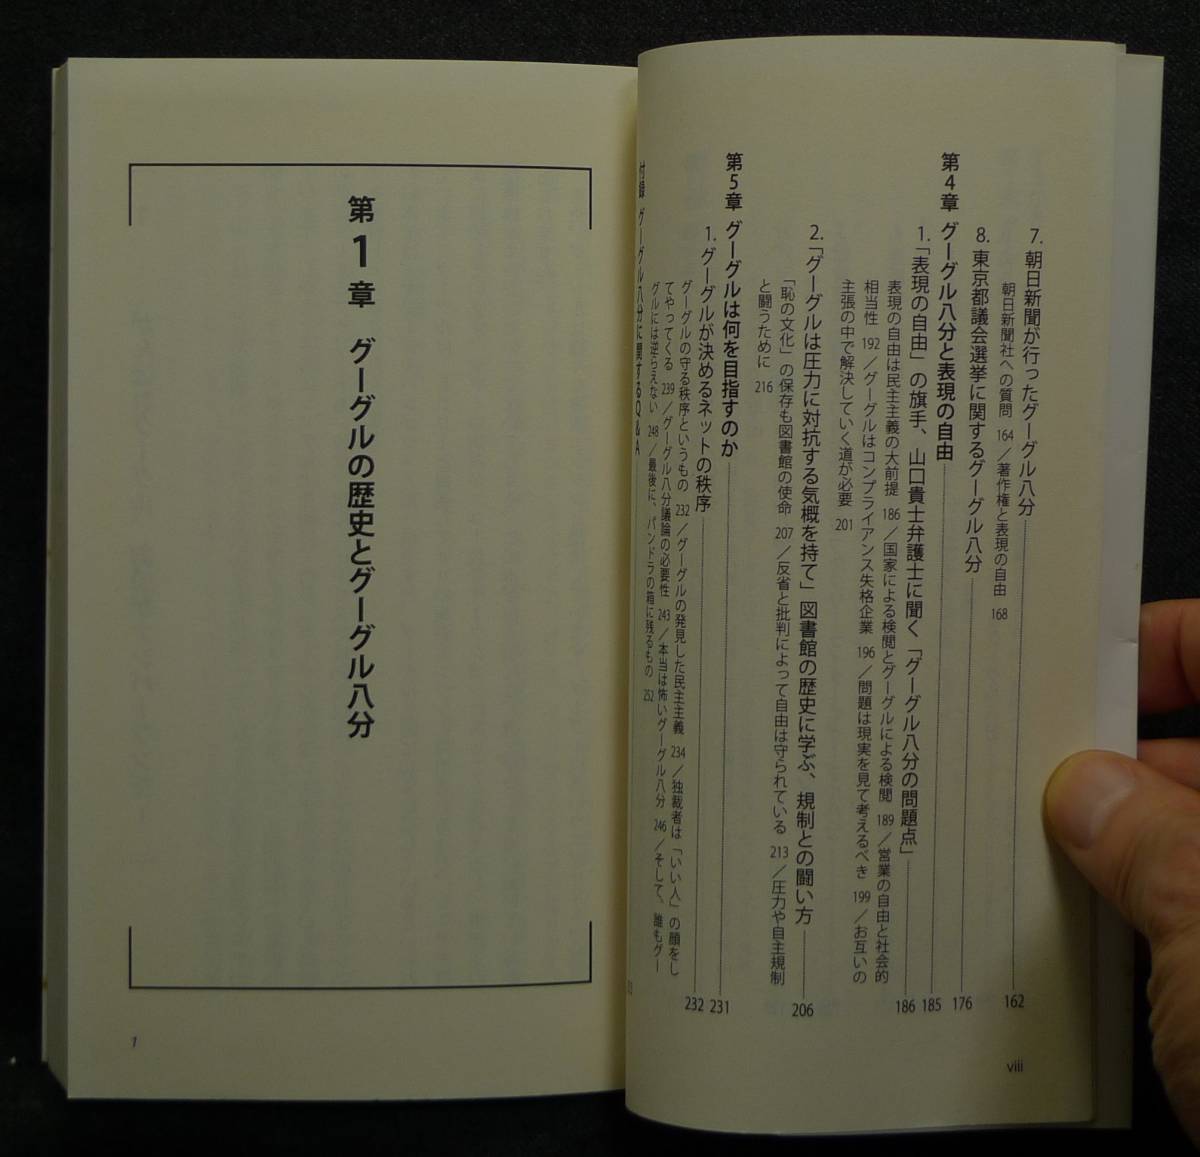 7. 朝日新聞が行ったグーグル八分 162
朝日新聞社への質問 164／著作権と表現の自由 168
8. 東京都議会選挙に関するグーグル八分 176
第4章 グーグル八分と表現の自由 185
1.「表現の自由」の旗手、山口貴士弁護士に聞く「グーグル八分の問題点」 186
表現の自由は民主主義の大前提 186／国家による検閲とグーグルによる検閲 189／営業の自由と社会的
相当性 192／グーグルはコンプライアンス失格企業 196／問題は現実を見て考えるべき 199／お互いの
主張の中で解決していく道が必要 201
2.「グーグルは圧力に対抗する気概を持て」図書館の歴史に学ぶ、規制との闘い方 206
「恥の文化」の保存も図書館の使命 207／反省と批判によって自由は守られている 213／圧力や自主規制
と闘うために 216
第5章 グーグルは何を目指すのか 231
1. グーグルが決めるネットの秩序 232
グーグルの守る秩序というもの 232／グーグルの発見した民主主義 234／独裁者は「いい人」の顔をし
てやってくる 239／グーグル八分議論の必要性 243／本当は怖いグーグル八分 246／そして、誰もグー
グルには逆らえない 248／最後に、パンドラの箱に残るもの 252
付録 グーグル八分に関するQ&A
viii
第1章 グーグルの歴史とグーグル八分
1